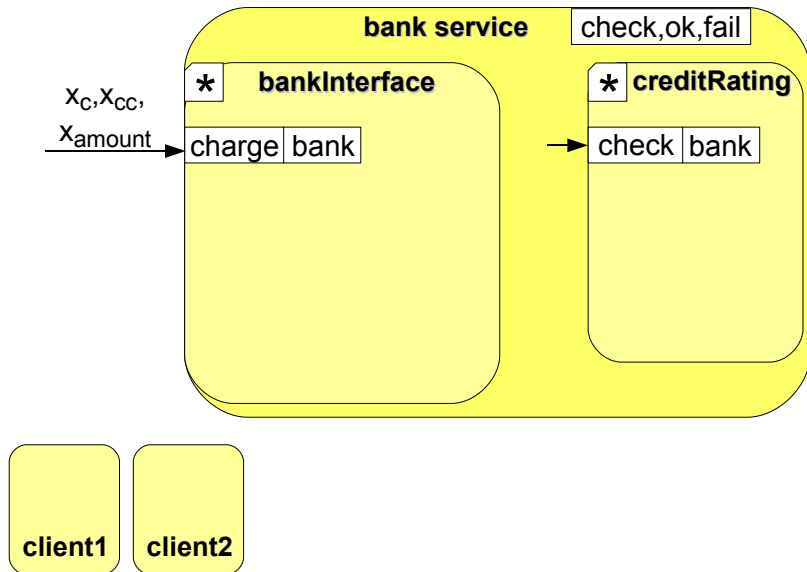 bank service check,ok,fail
* bankInterface * creditRating
xc,xcc,
xamount
charge bank check bank
client1 client2